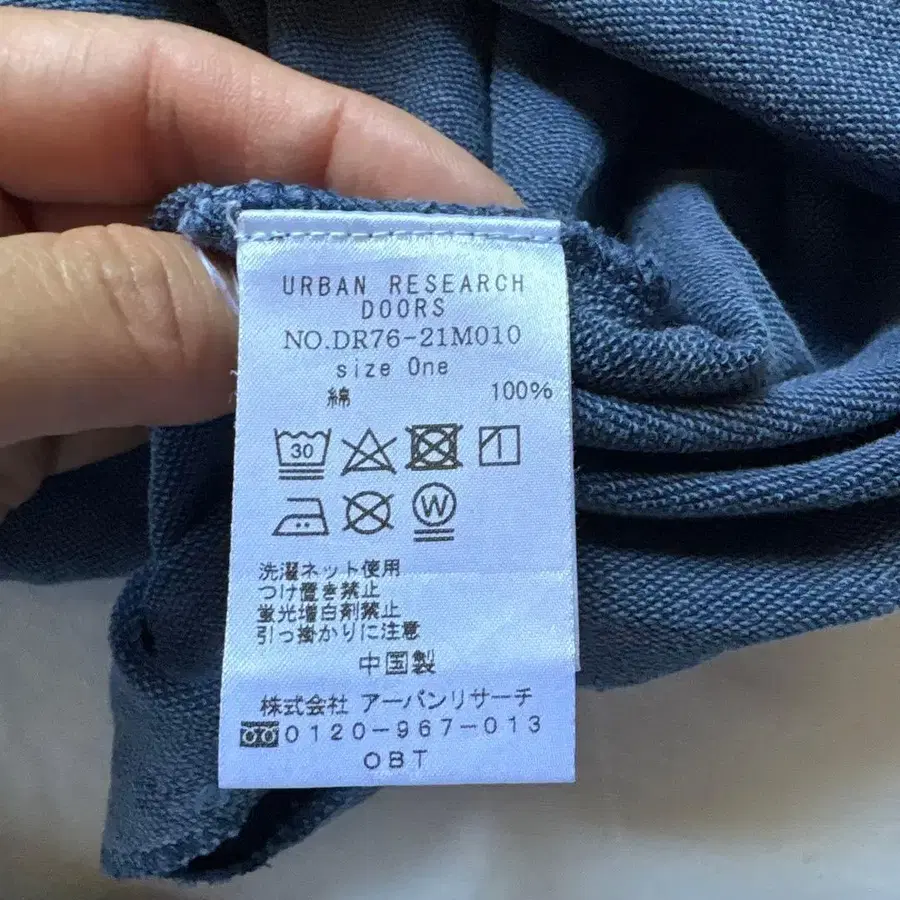 URBAN RESEARCH
DOORS
NO.DR76-21M010
size One
綿 100%
30
W
洗濯ネット使用
つけ置き禁止
蛍光増白剤禁止
引っ掛かりに注意
中国製
株式会社 アーバンリサーチ
0120-967-013
OBT